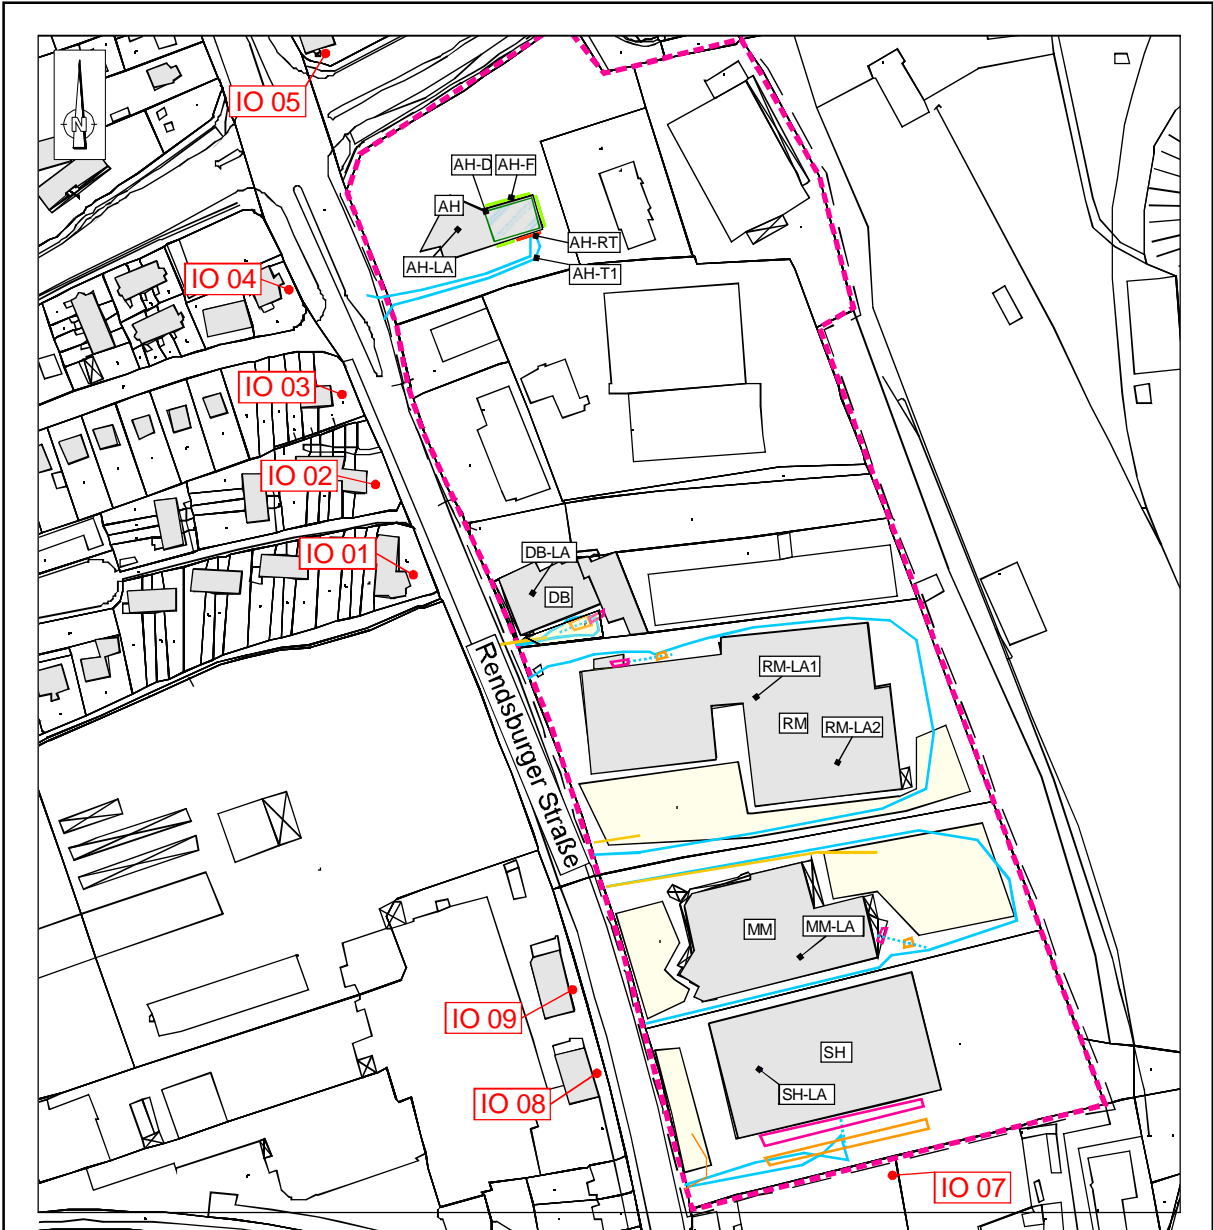 IO 05
N
AH-D
AH-F
AH
AH-RT
AH-LA
AH-T1
IO 04
IO 03
IO 02
IO 01
DB-LA
DB
Rendsburger Straße
RM-LA1
RM
RM-LA2
MM
MM-LA
IO 09
SH
SH-LA
IO 08
IO 07